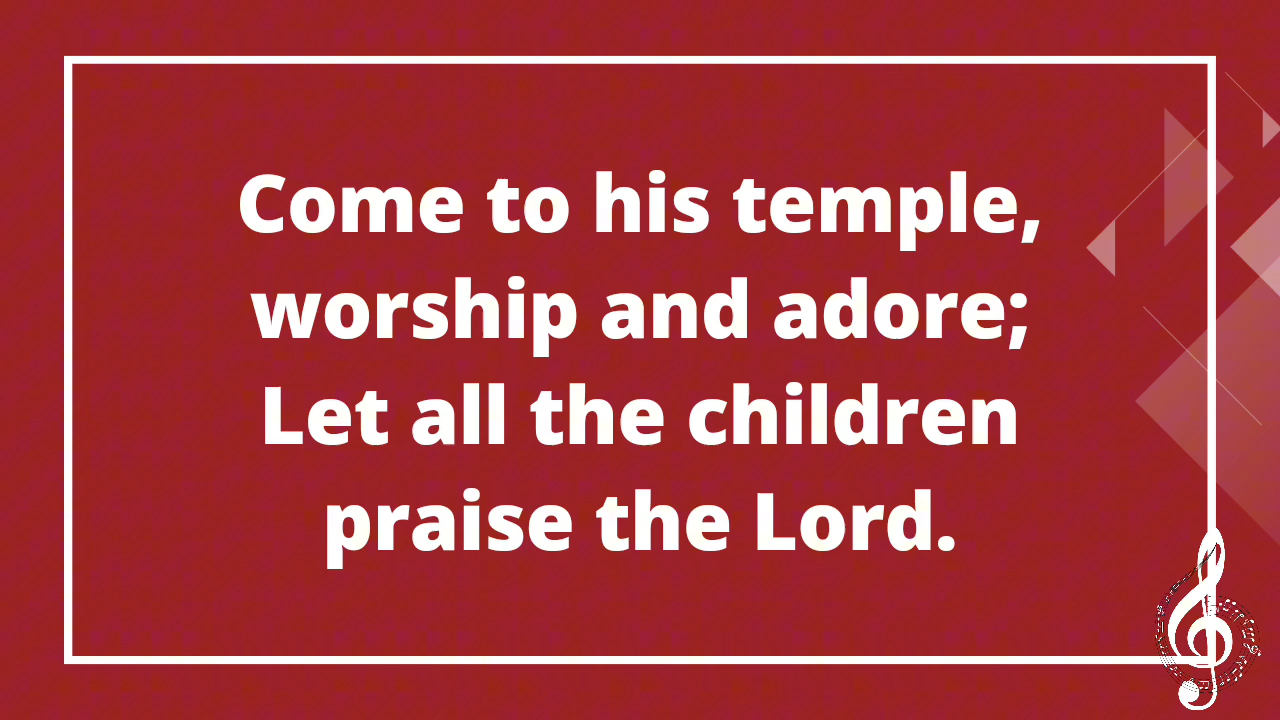 Come to his temple,
worship and adore;
Let all the children
praise the Lord.